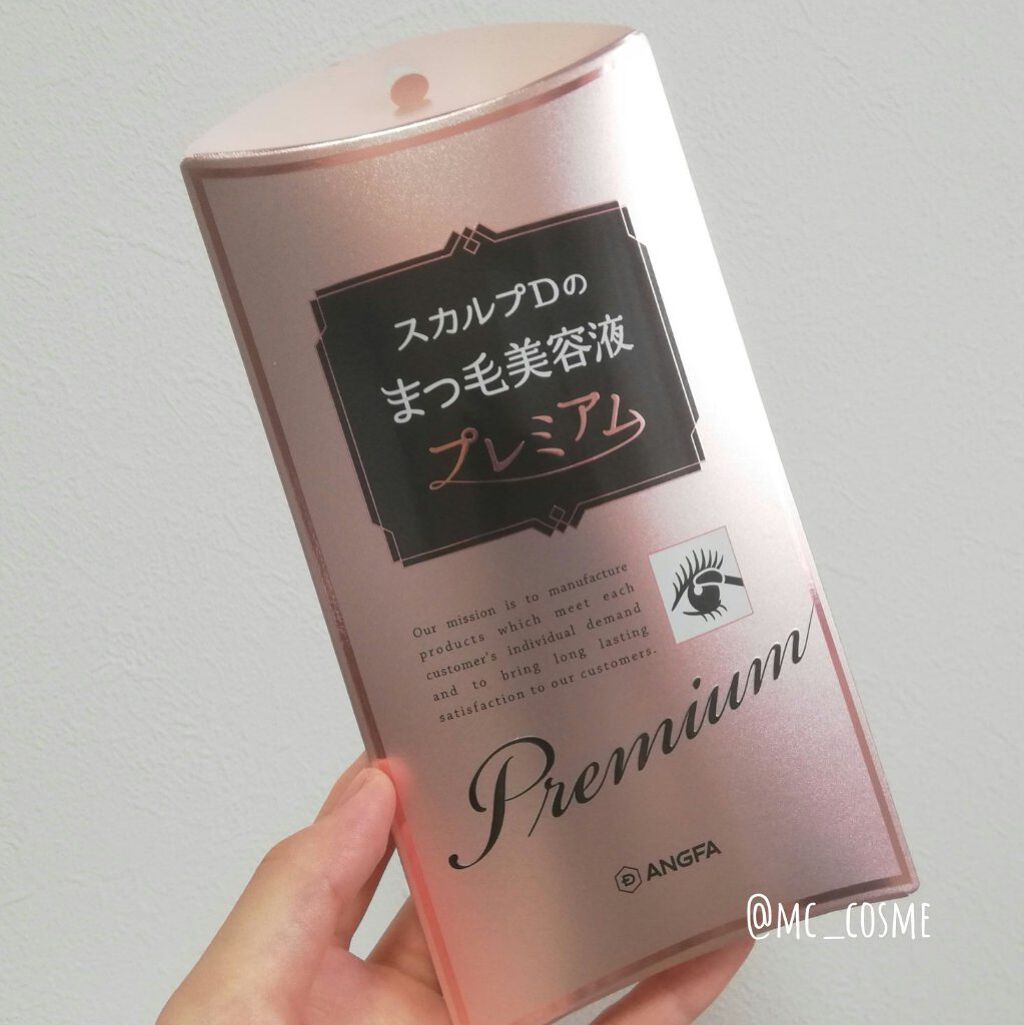 スカルプDの
まつ毛美容液
プレミアム
Our mission is to manufacture
products which meet each
customer's individual demand
and to bring long lasting
satisfaction to our customers.
Premium
ANGFA
@MC_COSME